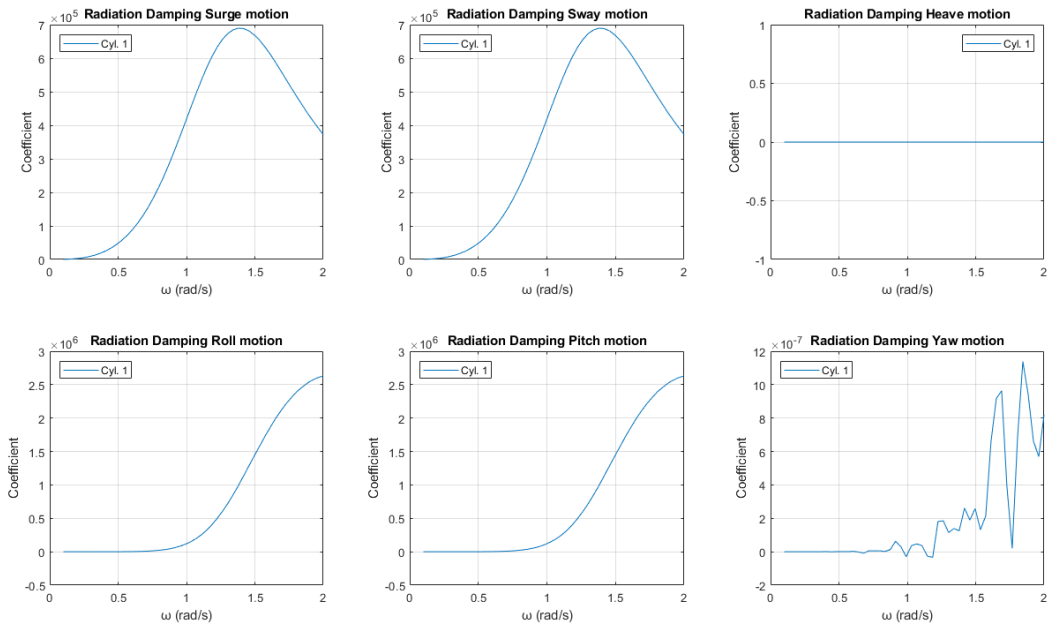 Radiation Damping Surge motion
×10^5
Cyl. 1
7
6
5
4
3
2
1
0
Coefficient
0 0.5 1 1.5 2
ω (rad/s)
Radiation Damping Sway motion
×10^5
Cyl. 1
7
6
5
4
3
2
1
0
Coefficient
0 0.5 1 1.5 2
ω (rad/s)
Radiation Damping Heave motion
Cyl. 1
1
0.5
0
-0.5
-1
Coefficient
0 0.5 1 1.5 2
ω (rad/s)
Radiation Damping Roll motion
×10^6
Cyl. 1
3
2.5
2
1.5
1
0.5
0
-0.5
Coefficient
0 0.5 1 1.5 2
ω (rad/s)
Radiation Damping Pitch motion
×10^6
Cyl. 1
3
2.5
2
1.5
1
0.5
0
-0.5
Coefficient
0 0.5 1 1.5 2
ω (rad/s)
Radiation Damping Yaw motion
×10^-7
Cyl. 1
12
10
8
6
4
2
0
-2
Coefficient
0 0.5 1 1.5 2
ω (rad/s)